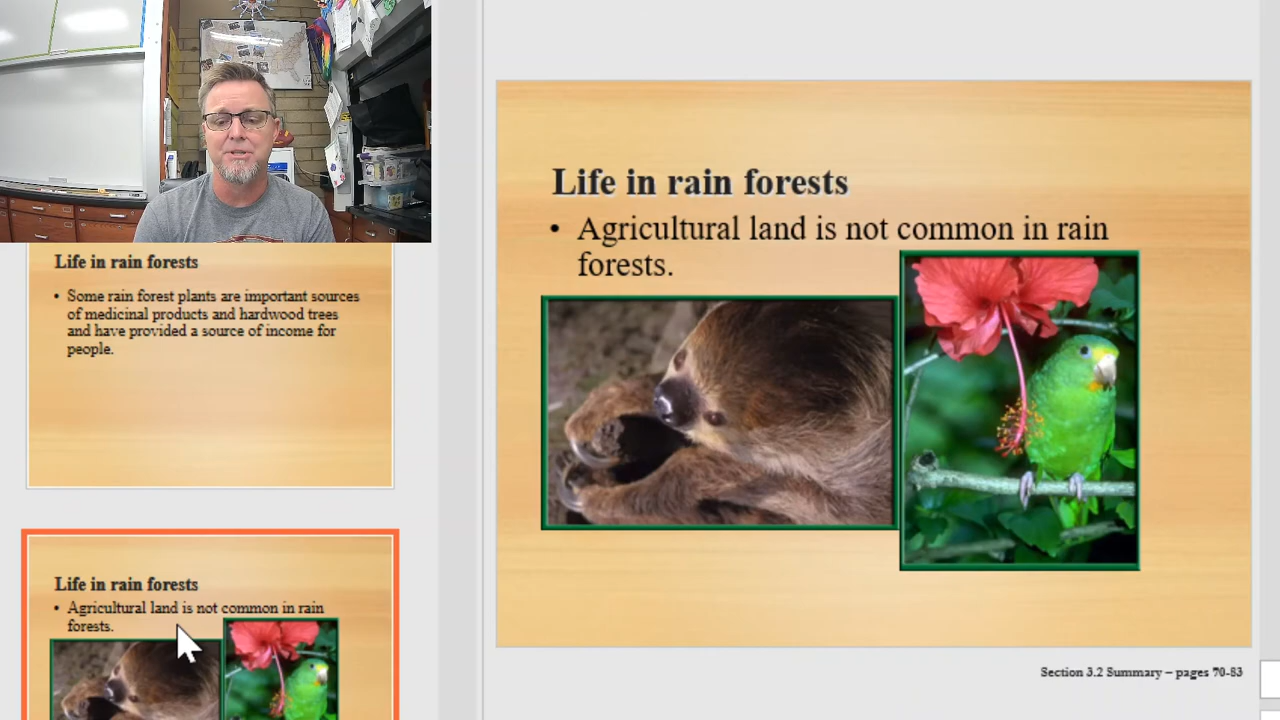 Life in rain forests
• Some rain forest plants are important sources
of medicinal products and hardwood trees
and have provided a source of income for
people.
Life in rain forests
• Agricultural land is not common in rain
forests.
Life in rain forests
• Agricultural land is not common in rain
forests.
Section 3.2 Summary – pages 70-83